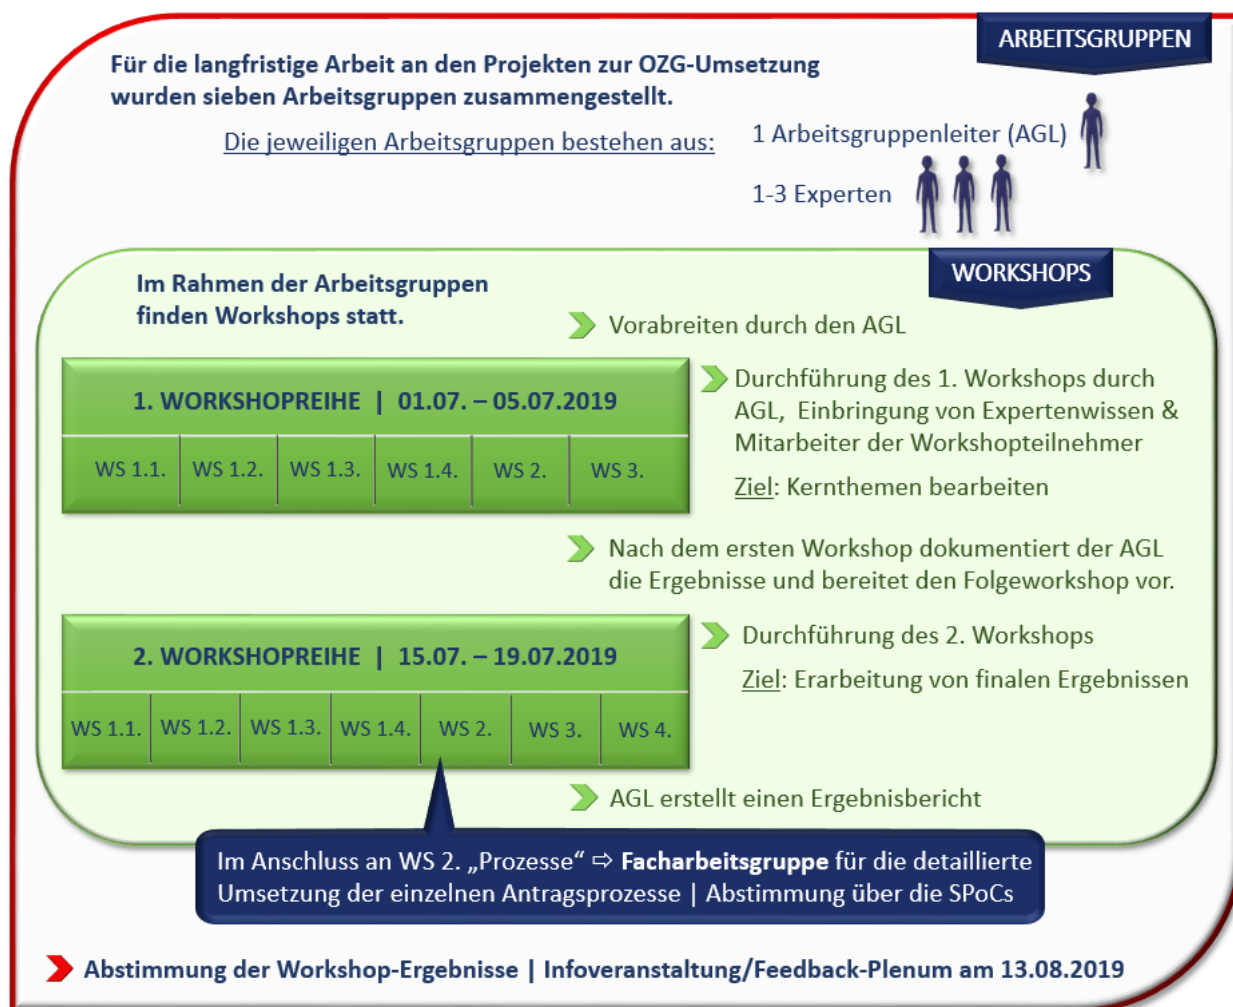 ARBEITSGRUPPEN
Für die langfristige Arbeit an den Projekten zur OZG-Umsetzung
wurden sieben Arbeitsgruppen zusammengestellt.
Die jeweiligen Arbeitsgruppen bestehen aus:
1 Arbeitsgruppenleiter (AGL)
1-3 Experten
WORKSHOPS
Im Rahmen der Arbeitsgruppen
finden Workshops statt.
Vorabreiten durch den AGL
1. WORKSHOPREIHE | 01.07. – 05.07.2019
WS 1.1. WS 1.2. WS 1.3. WS 1.4. WS 2. WS 3.
Durchführung des 1. Workshops durch
AGL, Einbringung von Expertenwissen &
Mitarbeiter der Workshopteilnehmer
Ziel: Kernthemen bearbeiten
Nach dem ersten Workshop dokumentiert der AGL
die Ergebnisse und bereitet den Folgeworkshop vor.
2. WORKSHOPREIHE | 15.07. – 19.07.2019
WS 1.1. WS 1.2. WS 1.3. WS 1.4. WS 2. WS 3. WS 4.
Durchführung des 2. Workshops
Ziel: Erarbeitung von finalen Ergebnissen
AGL erstellt einen Ergebnisbericht
Im Anschluss an WS 2. „Prozesse“ ⇨ Facharbeitsgruppe für die detaillierte
Umsetzung der einzelnen Antragsprozesse | Abstimmung über die SPoCs
Abstimmung der Workshop-Ergebnisse | Infoveranstaltung/Feedback-Plenum am 13.08.2019